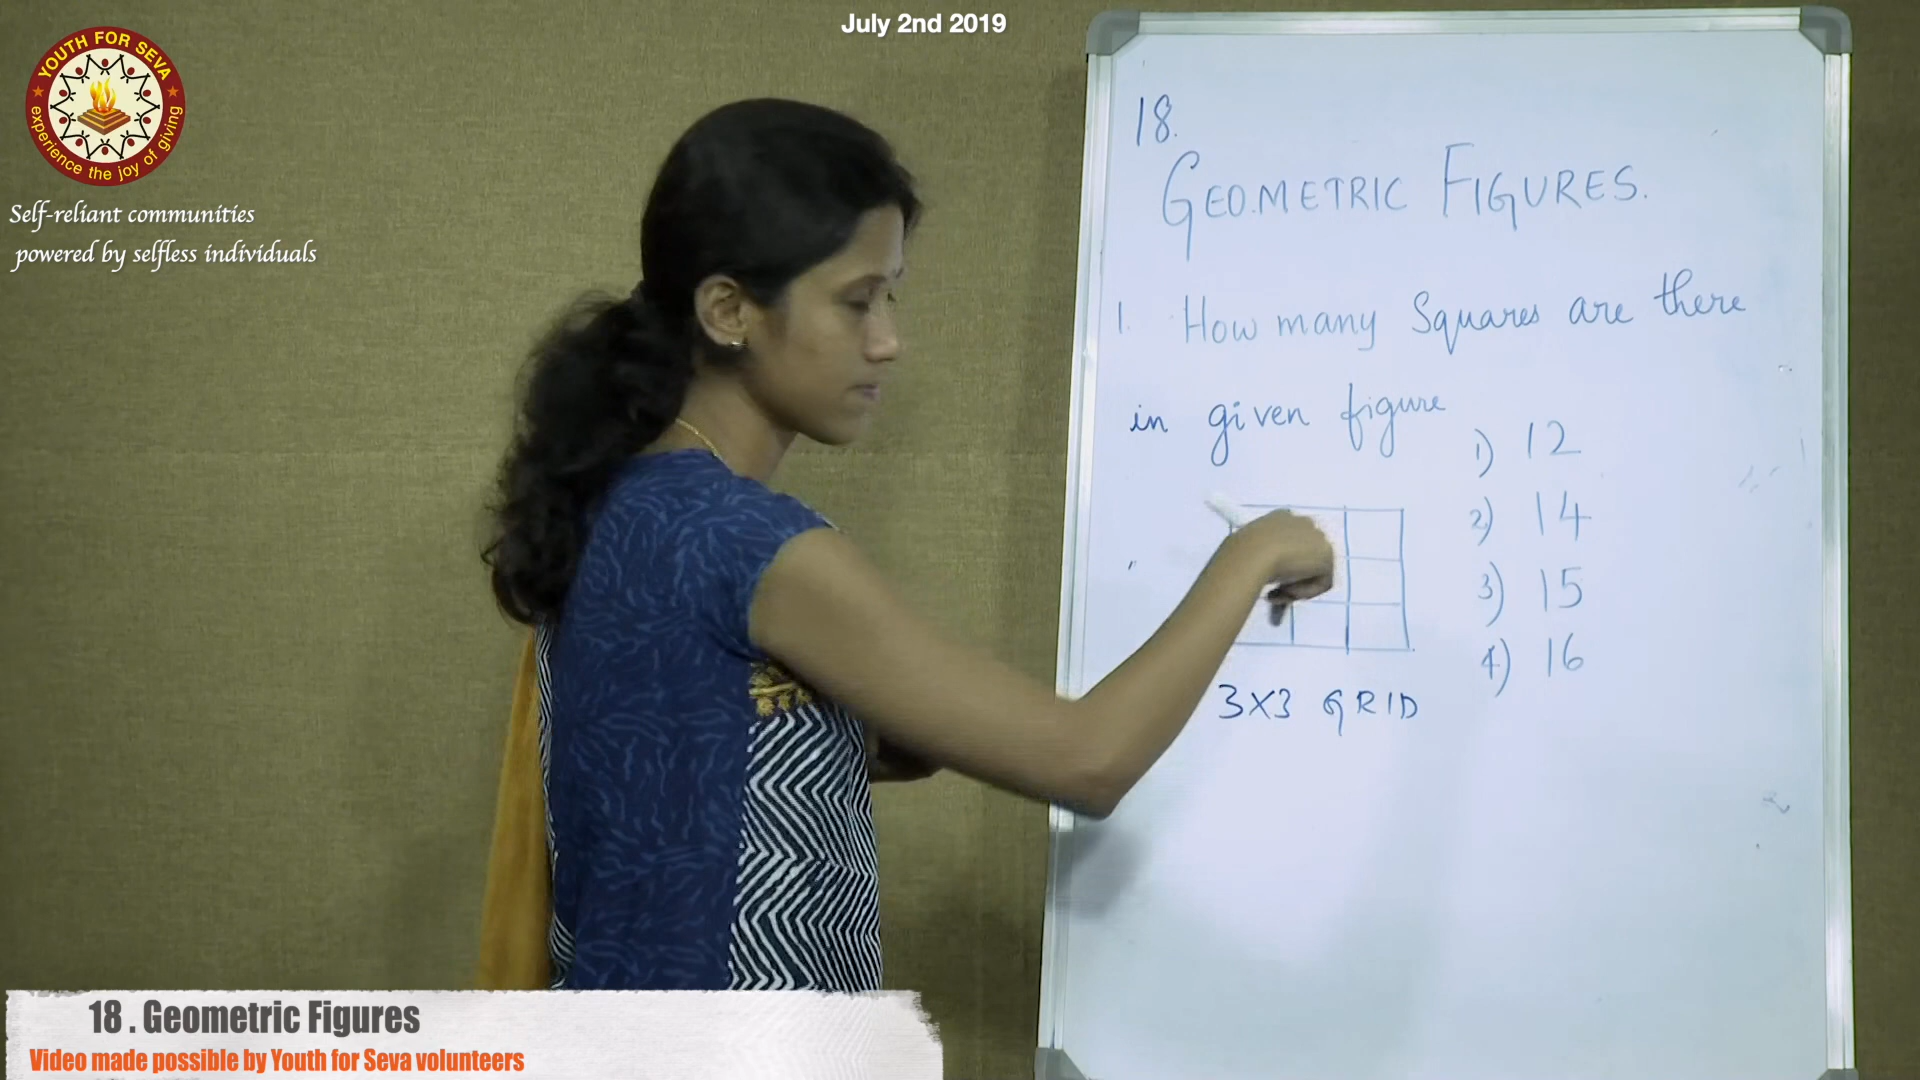 July 2nd 2019
YOUTH FOR SEVA
experience the joy of giving
Self-reliant communities
powered by selfless individuals
18.
GEOMETRIC FIGURES.
1. How many Squares are there
in given figure
1) 12
2) 14
3) 15
4) 16
3X3 GRID
18 . Geometric Figures
Video made possible by Youth for Seva volunteers